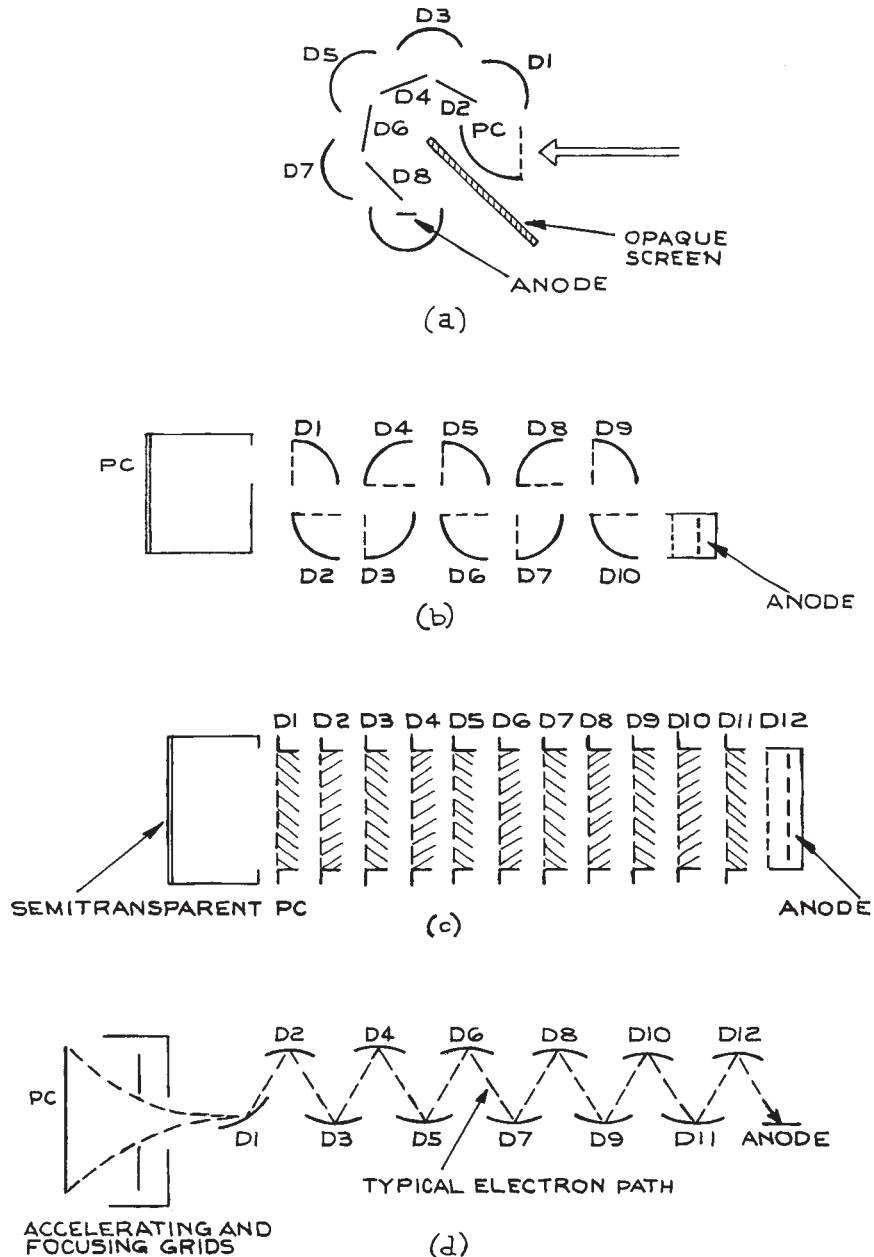 D3
D5
D1
D4
D2
PC
D6
D7
D8
OPAQUE
SCREEN
ANODE
(a)
D1 D4 D5 D8 D9
PC
D2 D3 D6 D7 D10
ANODE
(b)
D1 D2 D3 D4 D5 D6 D7 D8 D9 D10 D11 D12
SEMITRANSPARENT PC
ANODE
(c)
D2 D4 D6 D8 D10 D12
PC
D1 D3 D5 D7 D9 D11 ANODE
TYPICAL ELECTRON PATH
ACCELERATING AND
FOCUSING GRIDS
(d)